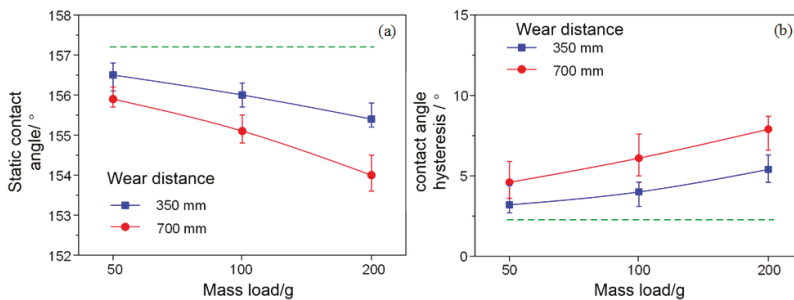 (a)
158
157
156
155
154
153
152
Static contact
angle/ °
Wear distance
350 mm
700 mm
50
100
200
Mass load/g
(b)
15
10
5
0
contact angle
hysteresis / °
Wear distance
350 mm
700 mm
50
100
200
Mass load/g